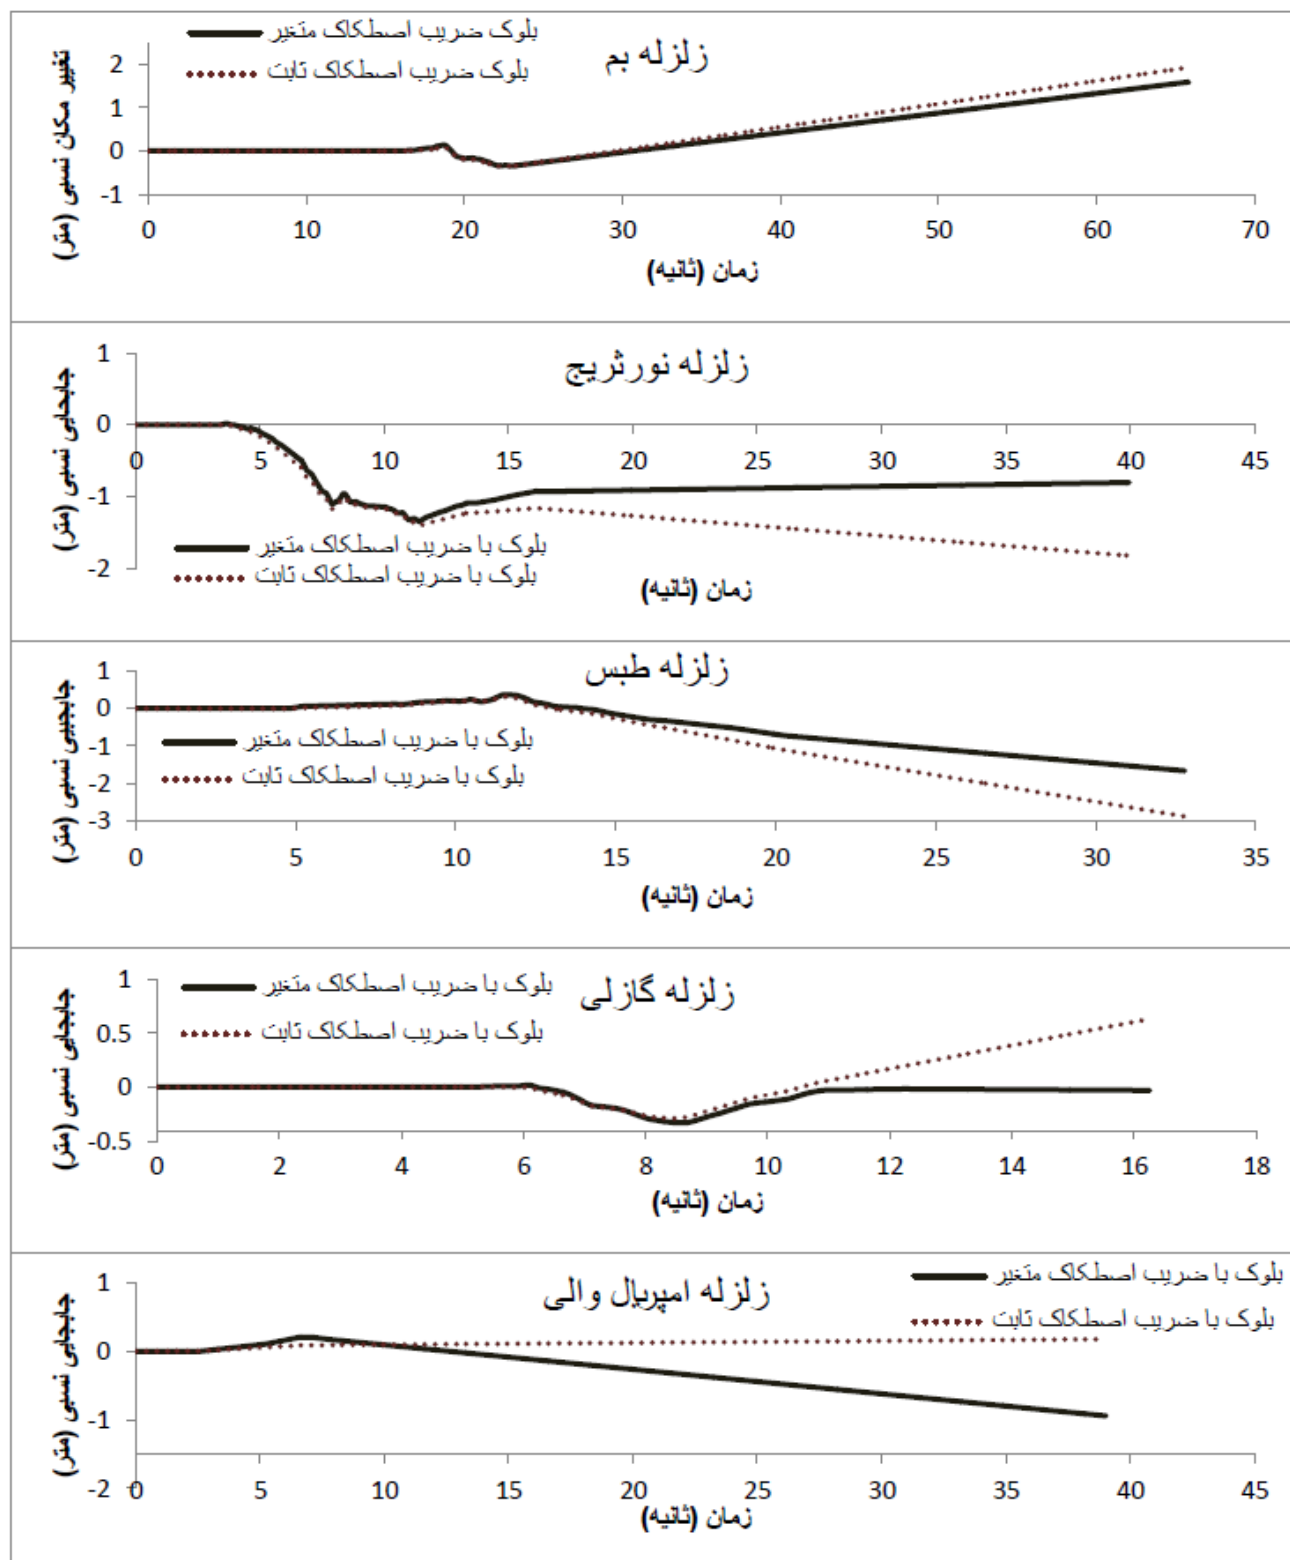 بلوک ضریب اصطکاک متغیر
بلوک ضریب اصطکاک ثابت
زلزله بم
تغییر مکان نسبی (متر)
2
1
0
-1
0 10 20 30 40 50 60 70
زمان (ثانیه)
زلزله نورثریج
جابجایی نسبی (متر)
1
0
-1
-2
0 5 10 15 20 25 30 35 40 45
بلوک با ضریب اصطکاک متغیر
بلوک با ضریب اصطکاک ثابت
زمان (ثانیه)
زلزله طبس
جابجیی نسبی (متر)
1
0
-1
-2
-3
بلوک با ضریب اصطکاک متغیر
بلوک با ضریب اصطکاک ثابت
0 5 10 15 20 25 30 35
زمان (ثانیه)
زلزله گازلی
جابجایی نسبی (متر)
بلوک با ضریب اصطکاک متغیر
بلوک با ضریب اصطکاک ثابت
1
0.5
0
-0.5
0 2 4 6 8 10 12 14 16 18
زمان (ثانیه)
زلزله امپریال والی
جابجایی نسبی (متر)
بلوک با ضریب اصطکاک متغیر
بلوک با ضریب اصطکاک ثابت
1
0
-1
-2
0 5 10 15 20 25 30 35 40 45
زمان (ثانیه)